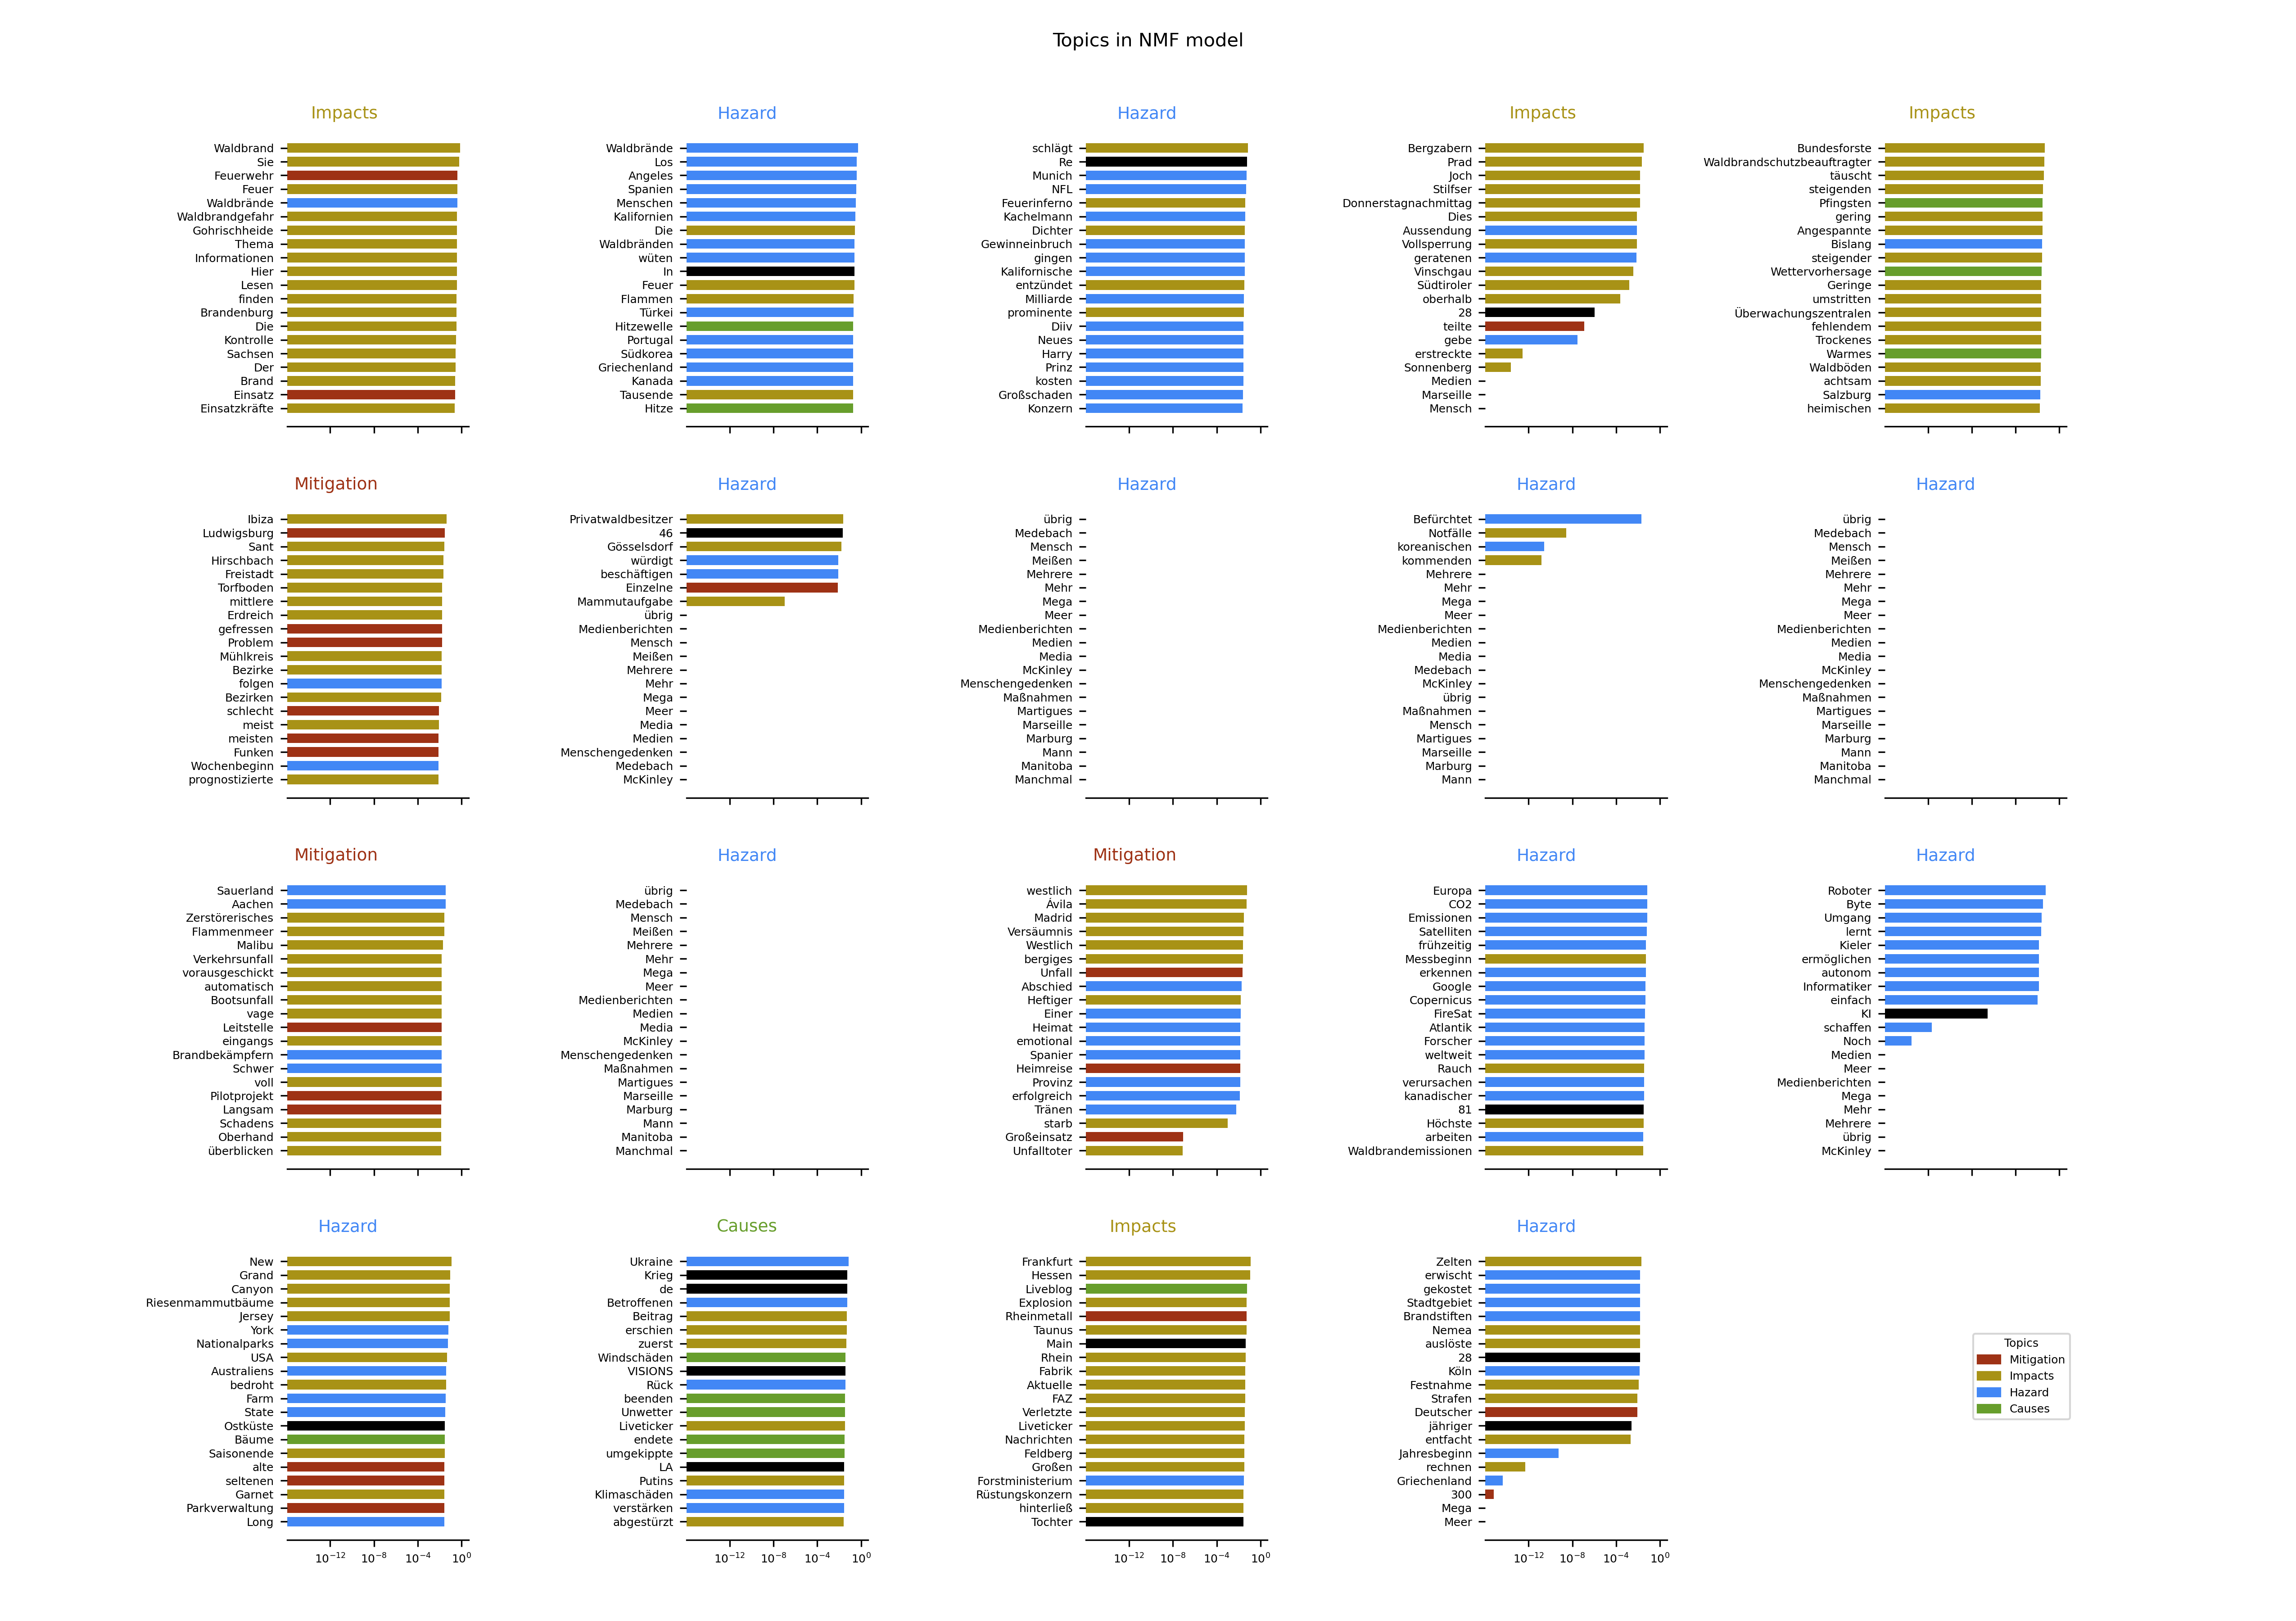 Topics in NMF model
Impacts
Waldbrand
Sie
Feuerwehr
Feuer
Waldbrände
Waldbrandgefahr
Gohrischheide
Thema
Informationen
Hier
Lesen
finden
Brandenburg
Die
Kontrolle
Sachsen
Der
Brand
Einsatz
Einsatzkräfte
Hazard
Waldbrände
Los
Angeles
Spanien
Menschen
Kalifornien
Die
Waldbränden
wüten
In
Feuer
Flammen
Türkei
Hitzewelle
Portugal
Südkorea
Griechenland
Kanada
Tausende
Hitze
Hazard
schlägt
Re
Munich
NFL
Feuerinferno
Kachelmann
Dichter
Gewinneinbruch
gingen
Kalifornische
entzündet
Milliarde
prominente
Diiv
Neues
Harry
Prinz
kosten
Großschaden
Konzern
Impacts
Bergzabern
Prad
Joch
Stilfser
Donnerstagnachmittag
Dies
Aussendung
Vollsperrung
geratenen
Vinschgau
Südtiroler
oberhalb
28
teilte
gebe
erstreckte
Sonnenberg
Medien
Marseille
Mensch
Impacts
Bundesforste
Waldbrandschutzbeauftragter
täuscht
steigenden
Pfingsten
gering
Angespannte
Bislang
steigender
Wettervorhersage
Geringe
umstritten
Überwachungszentralen
fehlendem
Trockenes
Warmes
Waldböden
achtsam
Salzburg
heimischen
Mitigation
Ibiza
Ludwigsburg
Sant
Hirschbach
Freistadt
Torfboden
mittlere
Erdreich
gefressen
Problem
Mühlkreis
Bezirke
folgen
Bezirken
schlecht
meist
meisten
Funken
Wochenbeginn
prognostizierte
Hazard
Privatwaldbesitzer
46
Gösselsdorf
würdigt
beschäftigen
Einzelne
Mammutaufgabe
übrig
Medienberichten
Mensch
Meißen
Mehrere
Mehr
Mega
Meer
Media
Medien
Menschengedenken
Medebach
McKinley
Hazard
übrig
Medebach
Mensch
Meißen
Mehrere
Mehr
Mega
Meer
Medienberichten
Medien
Media
McKinley
Menschengedenken
Maßnahmen
Martigues
Marseille
Marburg
Mann
Manitoba
Manchmal
Hazard
Befürchtet
Notfälle
koreanischen
kommenden
Mehrere
Mehr
Mega
Meer
Medienberichten
Medien
Media
Medebach
McKinley
übrig
Maßnahmen
Mensch
Martigues
Marseille
Marburg
Mann
Hazard
übrig
Medebach
Mensch
Meißen
Mehrere
Mehr
Mega
Meer
Medienberichten
Medien
Media
McKinley
Menschengedenken
Maßnahmen
Martigues
Marseille
Marburg
Mann
Manitoba
Manchmal
Mitigation
Sauerland
Aachen
Zerstörerisches
Flammenmeer
Malibu
Verkehrsunfall
vorausgeschickt
automatisch
Bootsunfall
vage
Leitstelle
eingangs
Brandbekämpfern
Schwer
voll
Pilotprojekt
Langsam
Schadens
Oberhand
überblicken
Hazard
übrig
Medebach
Mensch
Meißen
Mehrere
Mehr
Mega
Meer
Medienberichten
Medien
Media
McKinley
Menschengedenken
Maßnahmen
Martigues
Marseille
Marburg
Mann
Manitoba
Manchmal
Mitigation
westlich
Ávila
Madrid
Versäumnis
Westlich
bergiges
Unfall
Abschied
Heftiger
Einer
Heimat
emotional
Spanier
Heimreise
Provinz
erfolgreich
Tränen
starb
Großeinsatz
Unfalltoter
Hazard
Europa
CO2
Emissionen
Satelliten
frühzeitig
Messbeginn
erkennen
Google
Copernicus
FireSat
Atlantik
Forscher
weltweit
Rauch
verursachen
kanadischer
81
Höchste
arbeiten
Waldbrandemissionen
Hazard
Roboter
Byte
Umgang
lernt
Kieler
ermöglichen
autonom
Informatiker
einfach
KI
schaffen
Noch
Medien
Meer
Medienberichten
Mega
Mehr
Mehrere
übrig
McKinley
Hazard
New
Grand
Canyon
Riesenmammutbäume
Jersey
York
Nationalparks
USA
Australiens
bedroht
Farm
State
Ostküste
Bäume
Saisonende
alte
seltenen
Garnet
Parkverwaltung
Long
10⁻¹² 10⁻⁸ 10⁻⁴ 10⁰
Causes
Ukraine
Krieg
de
Betroffenen
Beitrag
erschien
zuerst
Windschäden
VISIONS
Rück
beenden
Unwetter
Liveticker
endete
umgekippte
LA
Putins
Klimaschäden
verstärken
abgestürzt
10⁻¹² 10⁻⁸ 10⁻⁴ 10⁰
Impacts
Frankfurt
Hessen
Liveblog
Explosion
Rheinmetall
Taunus
Main
Rhein
Fabrik
Aktuelle
FAZ
Verletzte
Liveticker
Nachrichten
Feldberg
Großen
Forstministerium
Rüstungskonzern
hinterließ
Tochter
10⁻¹² 10⁻⁸ 10⁻⁴ 10⁰
Hazard
Zelten
erwischt
gekostet
Stadtgebiet
Brandstiften
Nemea
auslöste
28
Köln
Festnahme
Strafen
Deutscher
jähriger
entfacht
Jahresbeginn
rechnen
Griechenland
300
Mega
Meer
10⁻¹² 10⁻⁸ 10⁻⁴ 10⁰
Topics
Mitigation
Impacts
Hazard
Causes